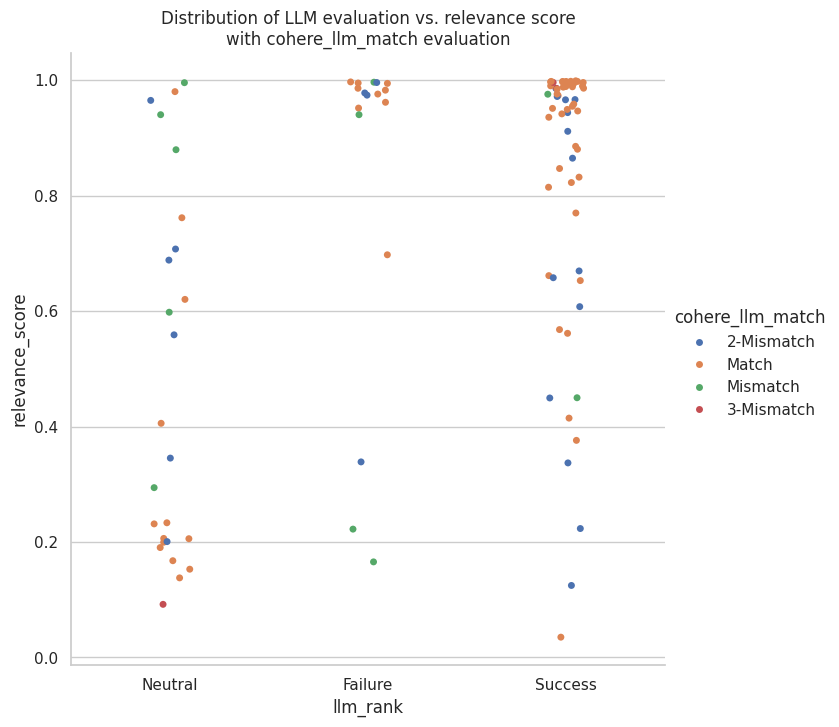 Distribution of LLM evaluation vs. relevance score
with cohere_llm_match evaluation
relevance_score
1.0
0.8
0.6
0.4
0.2
0.0
Neutral
Failure
Success
llm_rank
cohere_llm_match
2-Mismatch
Match
Mismatch
3-Mismatch